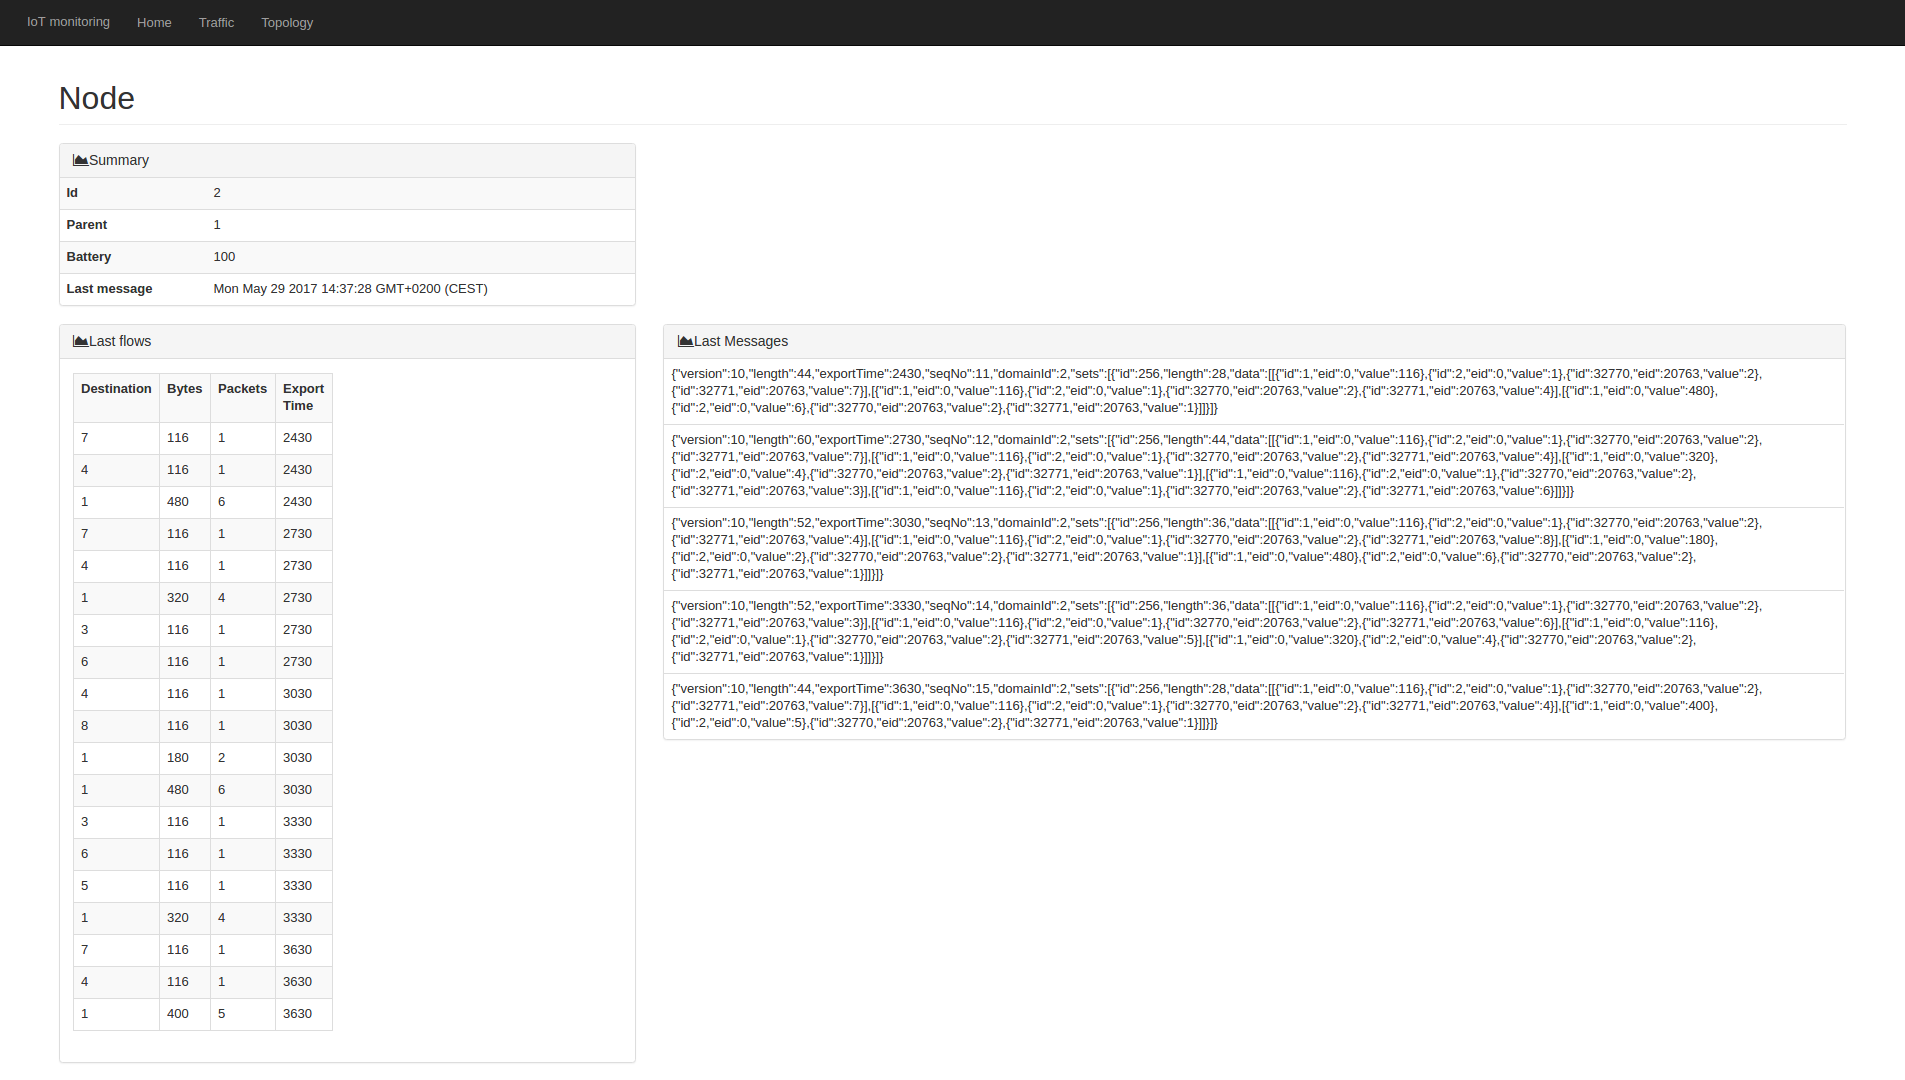 IoT monitoring Home Traffic Topology
Node
Summary
Id 2
Parent 1
Battery 100
Last message Mon May 29 2017 14:37:28 GMT+0200 (CEST)
Last flows
Destination Bytes Packets Export
Time
7 116 1 2430
4 116 1 2430
1 480 6 2430
7 116 1 2730
4 116 1 2730
1 320 4 2730
3 116 1 2730
6 116 1 2730
4 116 1 3030
8 116 1 3030
1 180 2 3030
1 480 6 3030
3 116 1 3330
6 116 1 3330
5 116 1 3330
1 320 4 3330
7 116 1 3630
4 116 1 3630
1 400 5 3630
Last Messages
{"version":10,"length":44,"exportTime":2430,"seqNo":11,"domainId":2,"sets":[{"id":256,"length":28,"data":[[{"id":1,"eid":0,"value":116},{"id":2,"eid":0,"value":1},{"id":32770,"eid":20763,"value":2},
{"id":32771,"eid":20763,"value":7}],[{"id":1,"eid":0,"value":116},{"id":2,"eid":0,"value":1},{"id":32770,"eid":20763,"value":2},{"id":32771,"eid":20763,"value":4}],[{"id":1,"eid":0,"value":480},
{"id":2,"eid":0,"value":6},{"id":32770,"eid":20763,"value":2},{"id":32771,"eid":20763,"value":1}]]}]}
{"version":10,"length":60,"exportTime":2730,"seqNo":12,"domainId":2,"sets":[{"id":256,"length":44,"data":[[{"id":1,"eid":0,"value":116},{"id":2,"eid":0,"value":1},{"id":32770,"eid":20763,"value":2},
{"id":32771,"eid":20763,"value":7}],[{"id":1,"eid":0,"value":116},{"id":2,"eid":0,"value":1},{"id":32770,"eid":20763,"value":2},{"id":32771,"eid":20763,"value":4}],[{"id":1,"eid":0,"value":320},
{"id":2,"eid":0,"value":4},{"id":32770,"eid":20763,"value":2},{"id":32771,"eid":20763,"value":1}],[{"id":1,"eid":0,"value":116},{"id":2,"eid":0,"value":1},{"id":32770,"eid":20763,"value":2},
{"id":32771,"eid":20763,"value":3}],[{"id":1,"eid":0,"value":116},{"id":2,"eid":0,"value":1},{"id":32770,"eid":20763,"value":2},{"id":32771,"eid":20763,"value":6}]]}]}
{"version":10,"length":52,"exportTime":3030,"seqNo":13,"domainId":2,"sets":[{"id":256,"length":36,"data":[[{"id":1,"eid":0,"value":116},{"id":2,"eid":0,"value":1},{"id":32770,"eid":20763,"value":2},
{"id":32771,"eid":20763,"value":4}],[{"id":1,"eid":0,"value":116},{"id":2,"eid":0,"value":1},{"id":32770,"eid":20763,"value":2},{"id":32771,"eid":20763,"value":8}],[{"id":1,"eid":0,"value":180},
{"id":2,"eid":0,"value":2},{"id":32770,"eid":20763,"value":2},{"id":32771,"eid":20763,"value":1}],[{"id":1,"eid":0,"value":480},{"id":2,"eid":0,"value":6},{"id":32770,"eid":20763,"value":2},
{"id":32771,"eid":20763,"value":1}]]}]}
{"version":10,"length":52,"exportTime":3330,"seqNo":14,"domainId":2,"sets":[{"id":256,"length":36,"data":[[{"id":1,"eid":0,"value":116},{"id":2,"eid":0,"value":1},{"id":32770,"eid":20763,"value":2},
{"id":32771,"eid":20763,"value":3}],[{"id":1,"eid":0,"value":116},{"id":2,"eid":0,"value":1},{"id":32770,"eid":20763,"value":2},{"id":32771,"eid":20763,"value":6}],[{"id":1,"eid":0,"value":116},
{"id":2,"eid":0,"value":1},{"id":32770,"eid":20763,"value":2},{"id":32771,"eid":20763,"value":5}],[{"id":1,"eid":0,"value":320},{"id":2,"eid":0,"value":4},{"id":32770,"eid":20763,"value":2},
{"id":32771,"eid":20763,"value":1}]]}]}
{"version":10,"length":44,"exportTime":3630,"seqNo":15,"domainId":2,"sets":[{"id":256,"length":28,"data":[[{"id":1,"eid":0,"value":116},{"id":2,"eid":0,"value":1},{"id":32770,"eid":20763,"value":2},
{"id":32771,"eid":20763,"value":7}],[{"id":1,"eid":0,"value":116},{"id":2,"eid":0,"value":1},{"id":32770,"eid":20763,"value":2},{"id":32771,"eid":20763,"value":4}],[{"id":1,"eid":0,"value":400},
{"id":2,"eid":0,"value":5},{"id":32770,"eid":20763,"value":2},{"id":32771,"eid":20763,"value":1}]]}]}